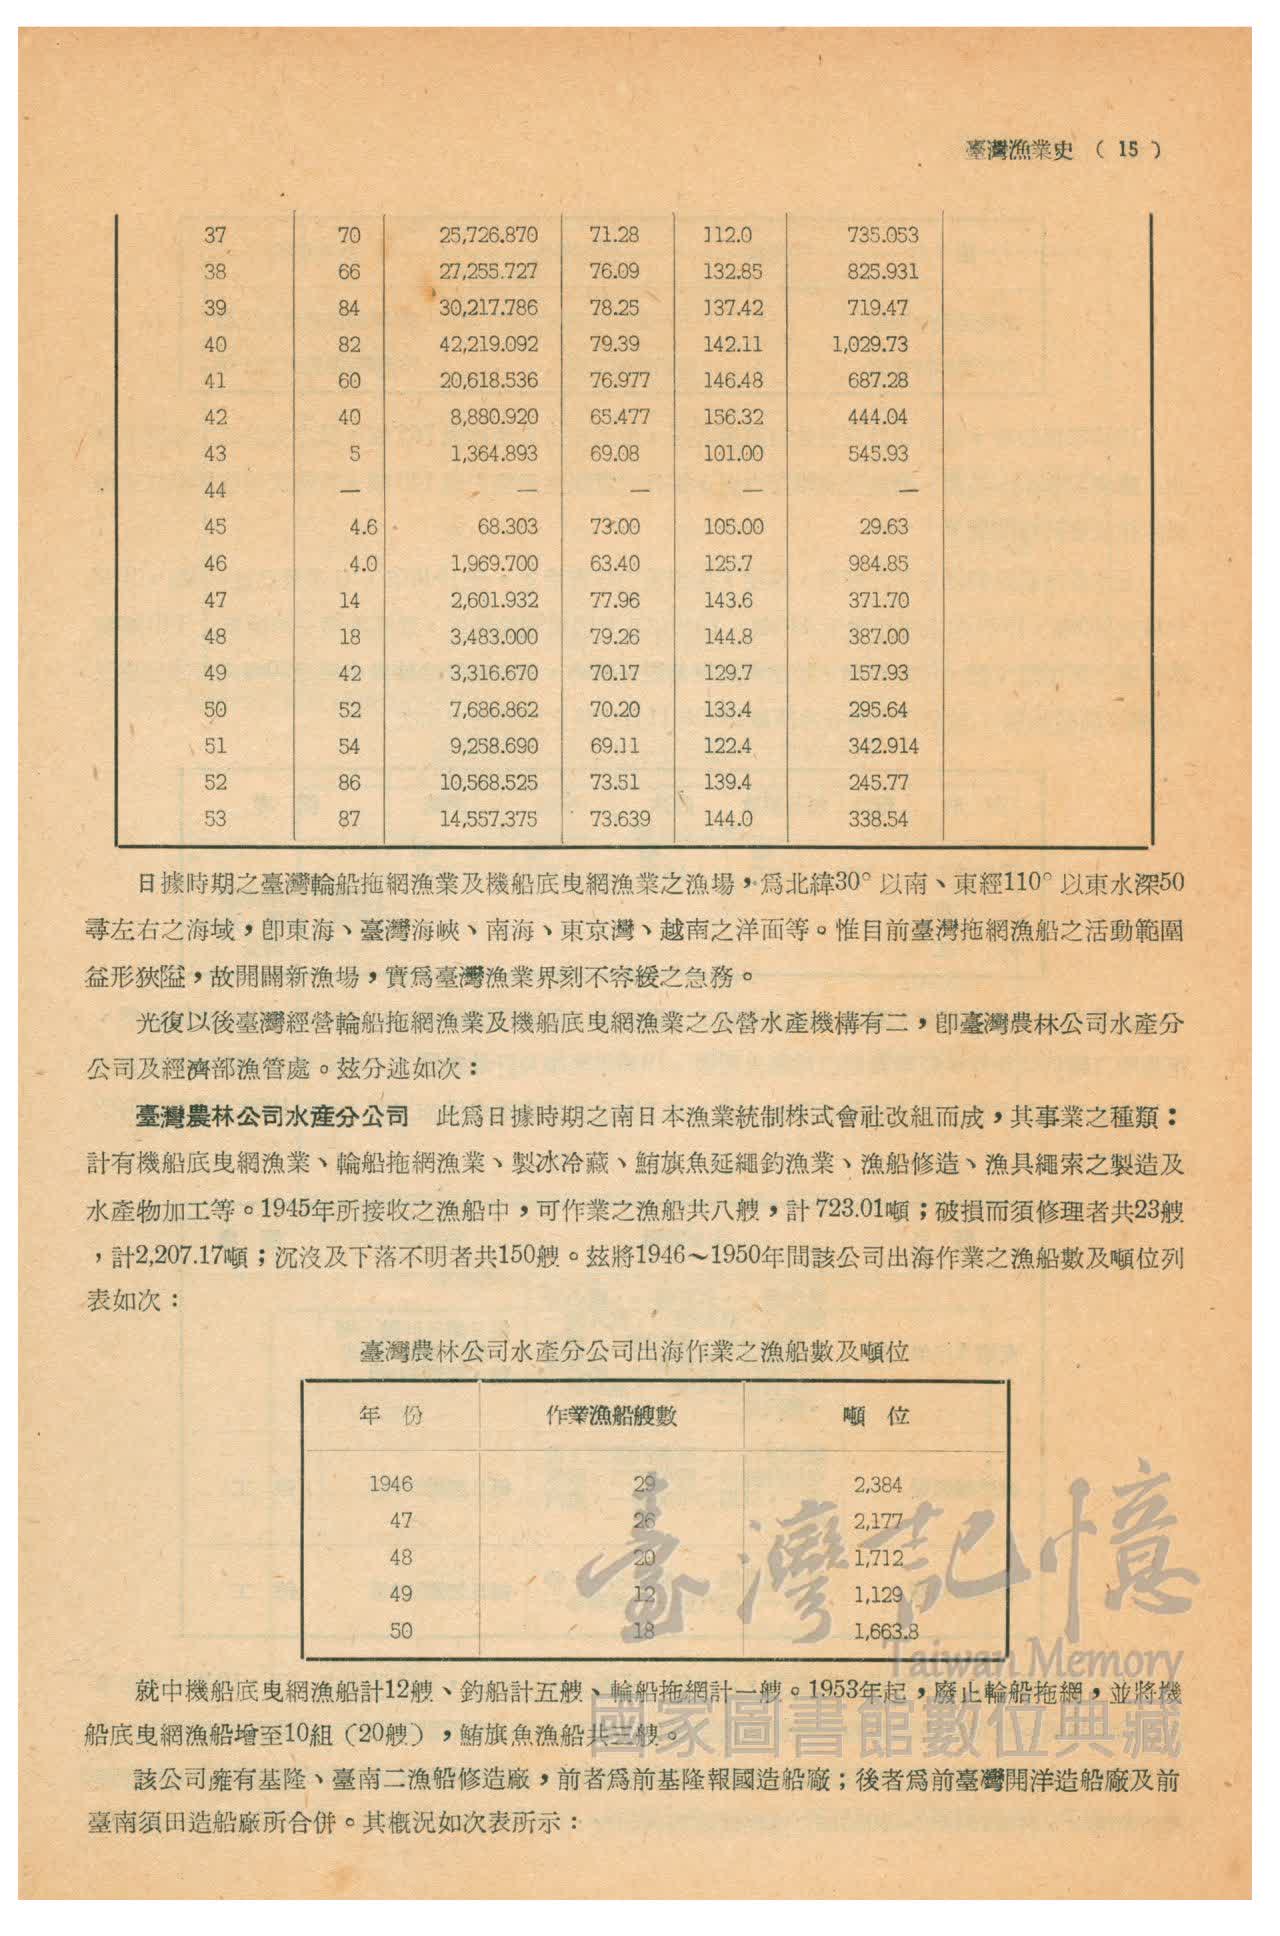 臺灣漁業史 （ 15 ）
37 70 25,726.870 71.28 112.0 735.053
38 66 27,255.727 76.09 132.85 825.931
39 84 30,217.786 78.25 137.42 719.47
40 82 42,219.092 79.39 142.11 1,029.73
41 60 20,618.536 76.977 146.48 687.28
42 40 8,880.920 65.477 156.32 444.04
43 5 1,364.893 69.08 101.00 545.93
44 — — — — —
45 4.6 68.303 73.00 105.00 29.63
46 4.0 1,969.700 63.40 125.7 984.85
47 14 2,601.932 77.96 143.6 371.70
48 18 3,483.000 79.26 144.8 387.00
49 42 3,316.670 70.17 129.7 157.93
50 52 7,686.862 70.20 133.4 295.64
51 54 9,258.690 69.11 122.4 342.914
52 86 10,568.525 73.51 139.4 245.77
53 87 14,557.375 73.639 144.0 338.54
日據時期之臺灣輪船拖網漁業及機船底曳網漁業之漁場，爲北緯30°以南、東經110°以東水深50
尋左右之海域，卽東海、臺灣海峽、南海、東京灣、越南之洋面等。惟目前臺灣拖網漁船之活動範圍
益形狹隘，故開闢新漁場，實爲臺灣漁業界刻不容緩之急務。
光復以後臺灣經營輪船拖網漁業及機船底曳網漁業之公營水產機構有二，卽臺灣農林公司水產分
公司及經濟部漁管處。玆分述如次：
臺灣農林公司水產分公司　此爲日據時期之南日本漁業統制株式會社改組而成，其事業之種類：
計有機船底曳網漁業、輪船拖網漁業、製冰冷藏、鮪旗魚延繩釣漁業、漁船修造、漁具繩索之製造及
水產物加工等。1945年所接收之漁船中，可作業之漁船共八艘，計723.01噸；破損而須修理者共23艘
，計2,207.17噸；沉沒及下落不明者共150艘。玆將1946～1950年間該公司出海作業之漁船數及噸位列
表如次：
臺灣農林公司水產分公司出海作業之漁船數及噸位
年 份 作業漁船艘數 噸 位
1946 29 2,384
47 26 2,177
48 20 1,712
49 12 1,129
50 18 1,663.8
就中機船底曳網漁船計12艘、釣船計五艘、輪船拖網計一艘。1953年起，廢止輪船拖網，並將機
船底曳網漁船增至10組（20艘），鮪旗魚漁船共三艘。
該公司擁有基隆、臺南二漁船修造廠，前者爲前基隆報國造船廠；後者爲前臺灣開洋造船廠及前
臺南須田造船廠所合併。其概況如次表所示：
臺灣記憶
Taiwan Memory
國家圖書館數位典藏